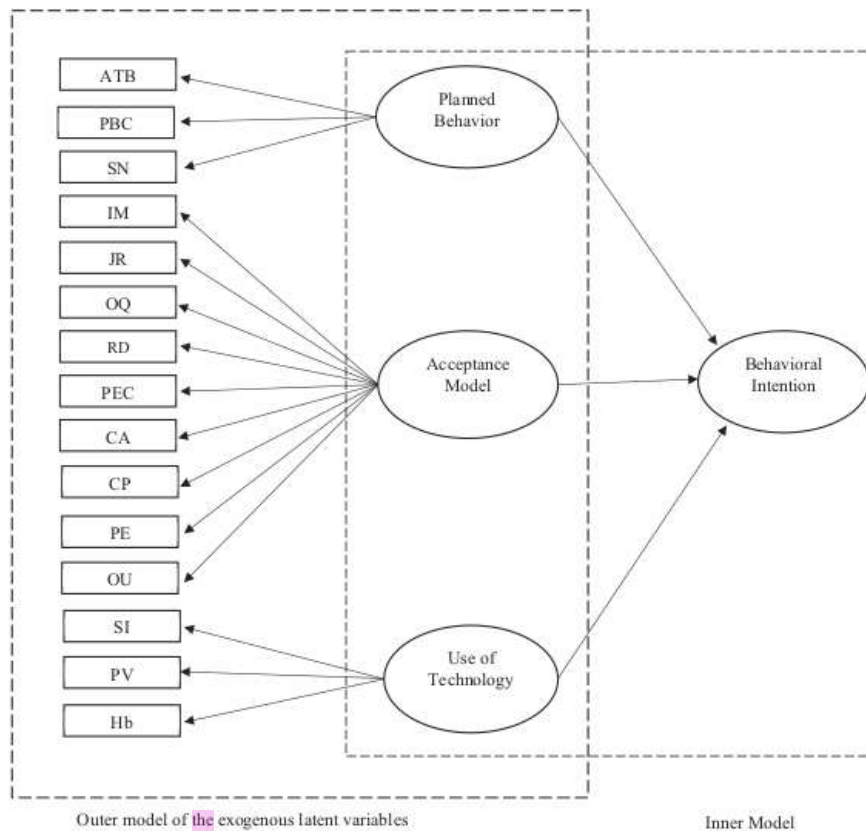 ATB
PBC
SN
IM
JR
OQ
RD
PEC
CA
CP
PE
OU
SI
PV
Hb
Planned
Behavior
Acceptance
Model
Use of
Technology
Behavioral
Intention
Outer model of the exogenous latent variables
Inner Model